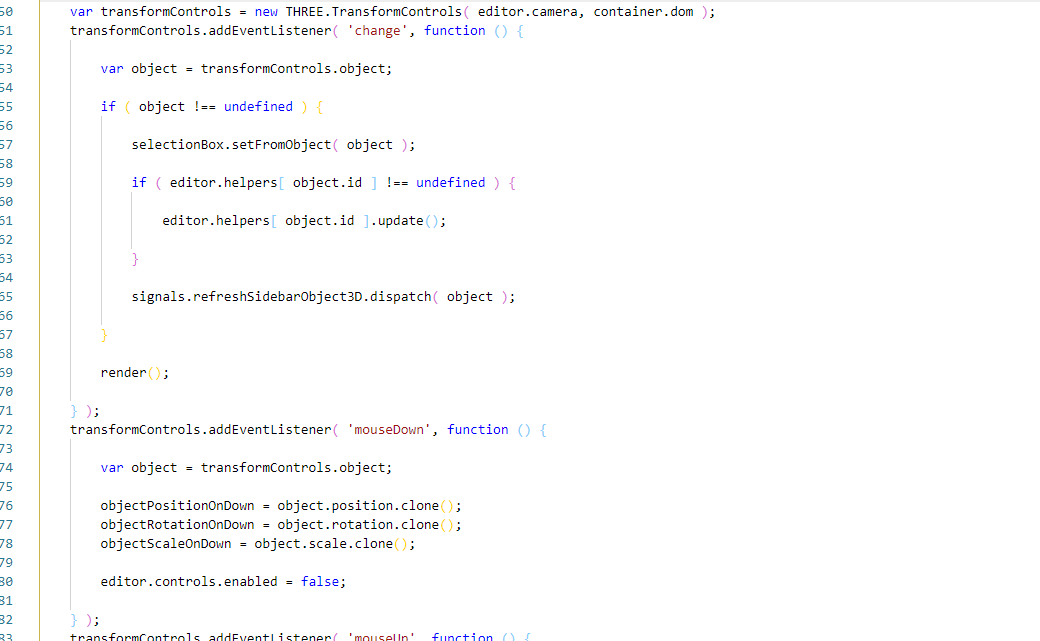 50 var transformControls = new THREE.TransformControls( editor.camera, container.dom );
51 transformControls.addEventListener( 'change', function () {
52
53 var object = transformControls.object;
54
55 if ( object !== undefined ) {
56
57 selectionBox.setFromObject( object );
58
59 if ( editor.helpers[ object.id ] !== undefined ) {
60
61 editor.helpers[ object.id ].update();
62
63 }
64
65 signals.refreshSidebarObject3D.dispatch( object );
66
67 }
68
69 render();
70
71 } );
72 transformControls.addEventListener( 'mouseDown', function () {
73
74 var object = transformControls.object;
75
76 objectPositionOnDown = object.position.clone();
77 objectRotationOnDown = object.rotation.clone();
78 objectScaleOnDown = object.scale.clone();
79
80 editor.controls.enabled = false;
81
82 } );
83 transformControls.addEventListener( 'mouseUp', function () {